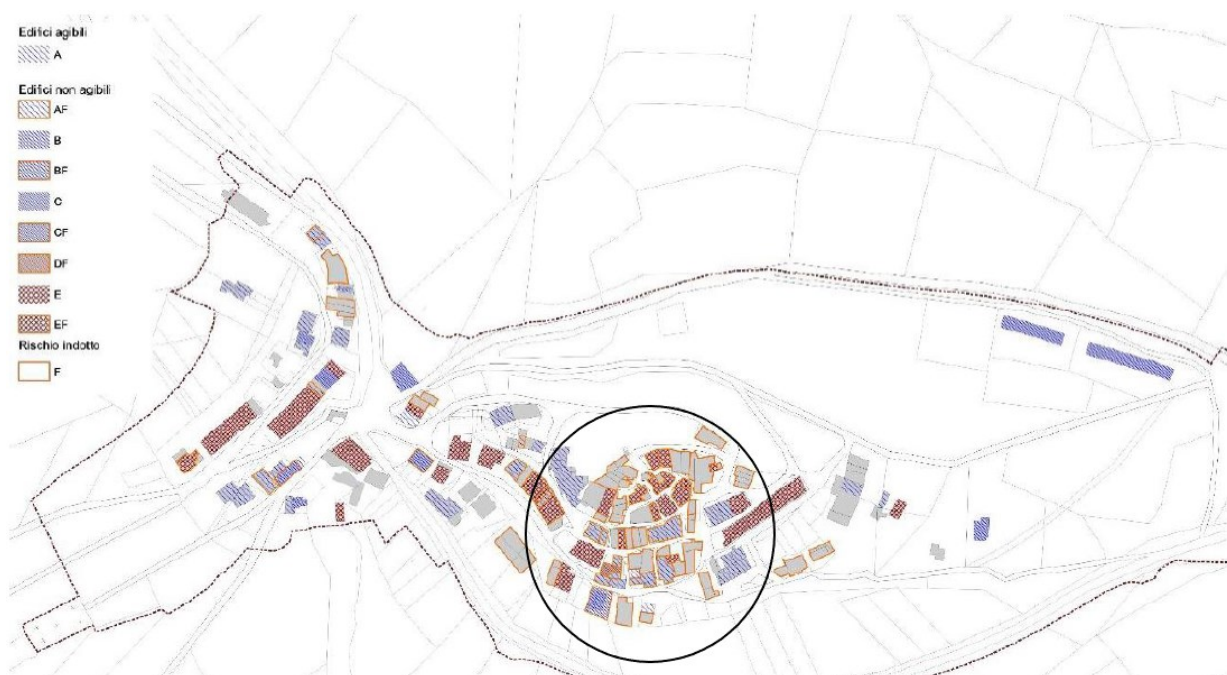 Edifici agibili
A
Edifici non agibili
AF
B
BF
C
CF
DF
E
EF
Rischio indotto
F